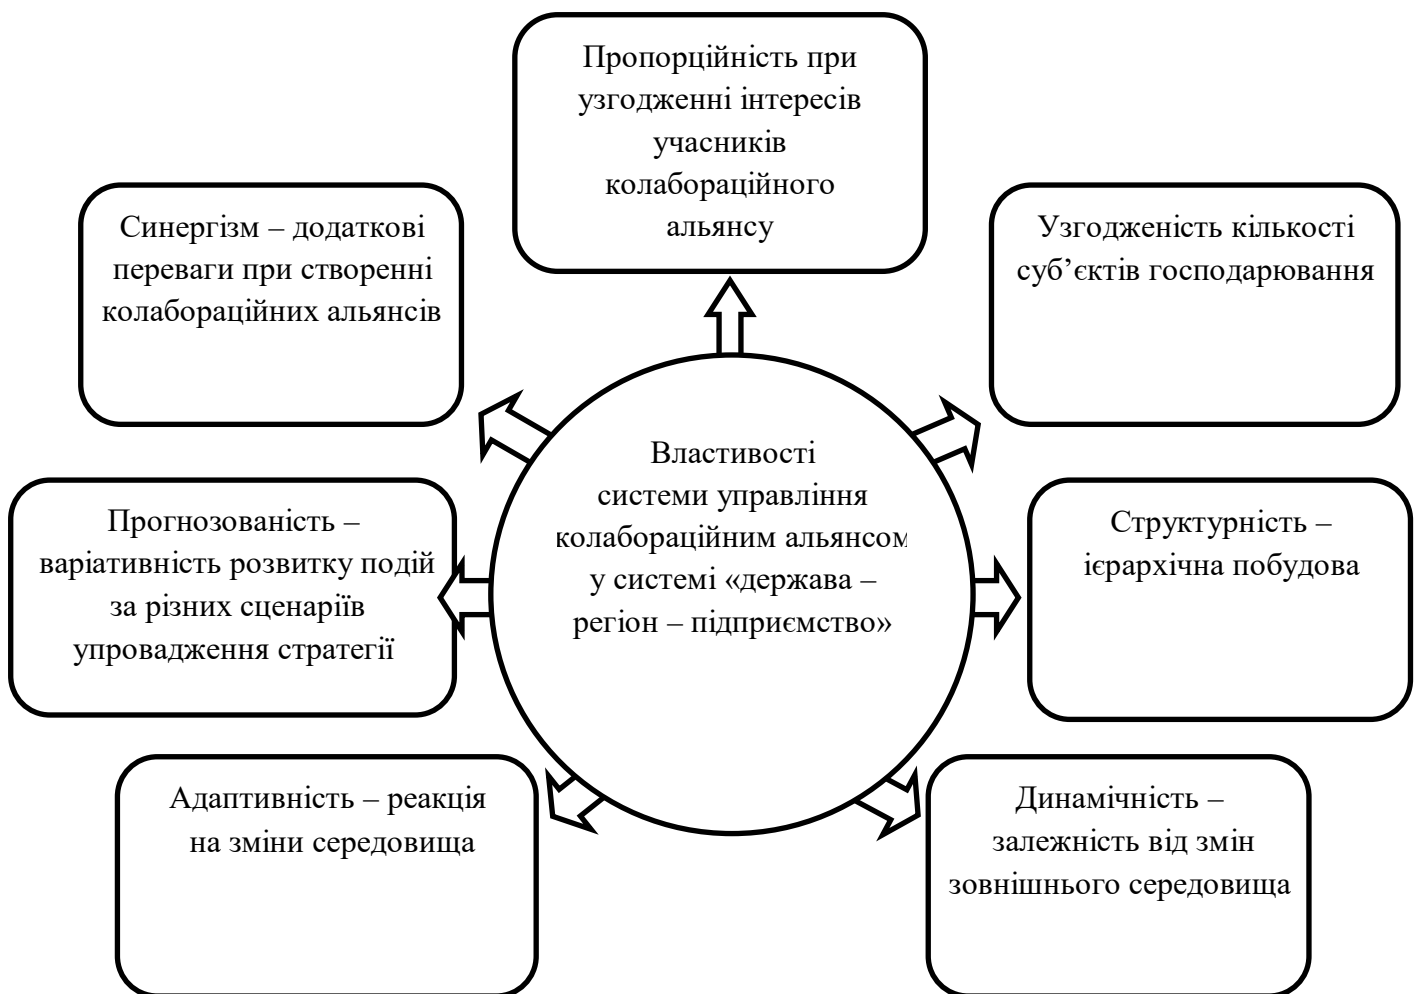 Пропорційність при
узгодженні інтересів
учасників
колабораційного
альянсу
Синергізм – додаткові
переваги при створенні
колабораційних альянсів
Узгодженість кількості
суб’єктів господарювання
Властивості
системи управління
колабораційним альянсом
у системі «держава –
регіон – підприємство»
Прогнозованість –
варіативність розвитку подій
за різних сценаріїв
упровадження стратегії
Структурність –
ієрархічна побудова
Адаптивність – реакція
на зміни середовища
Динамічність –
залежність від змін
зовнішнього середовища